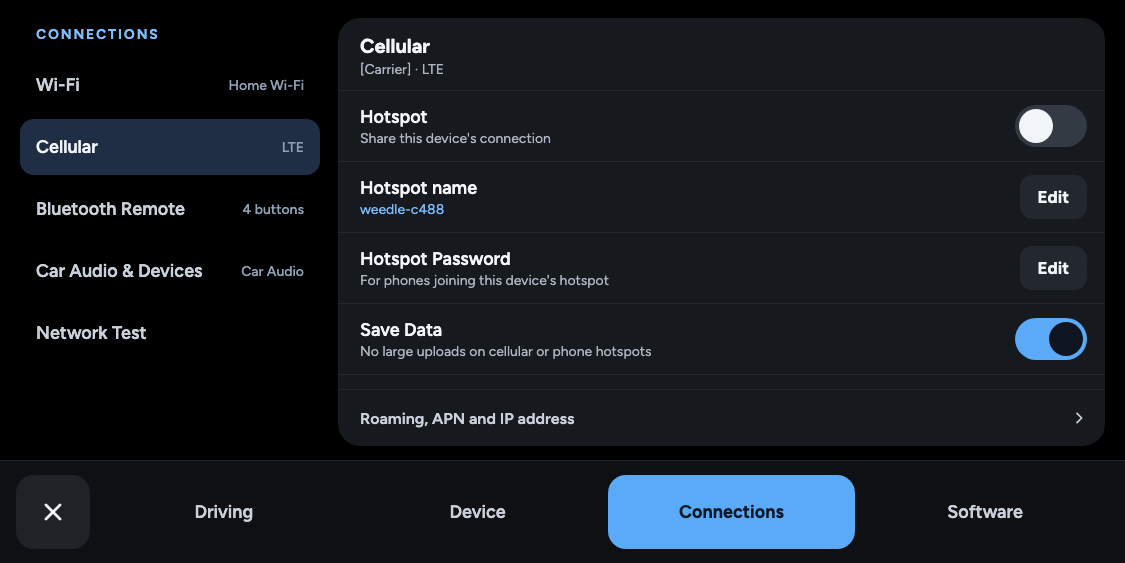 CONNECTIONS
Wi-Fi
Home Wi-Fi
Cellular
LTE
Bluetooth Remote
4 buttons
Car Audio & Devices
Car Audio
Network Test
Cellular
[Carrier] · LTE
Hotspot
Share this device's connection
Hotspot name
weedle-c488
Edit
Hotspot Password
For phones joining this device's hotspot
Edit
Save Data
No large uploads on cellular or phone hotspots
Roaming, APN and IP address
Driving
Device
Connections
Software